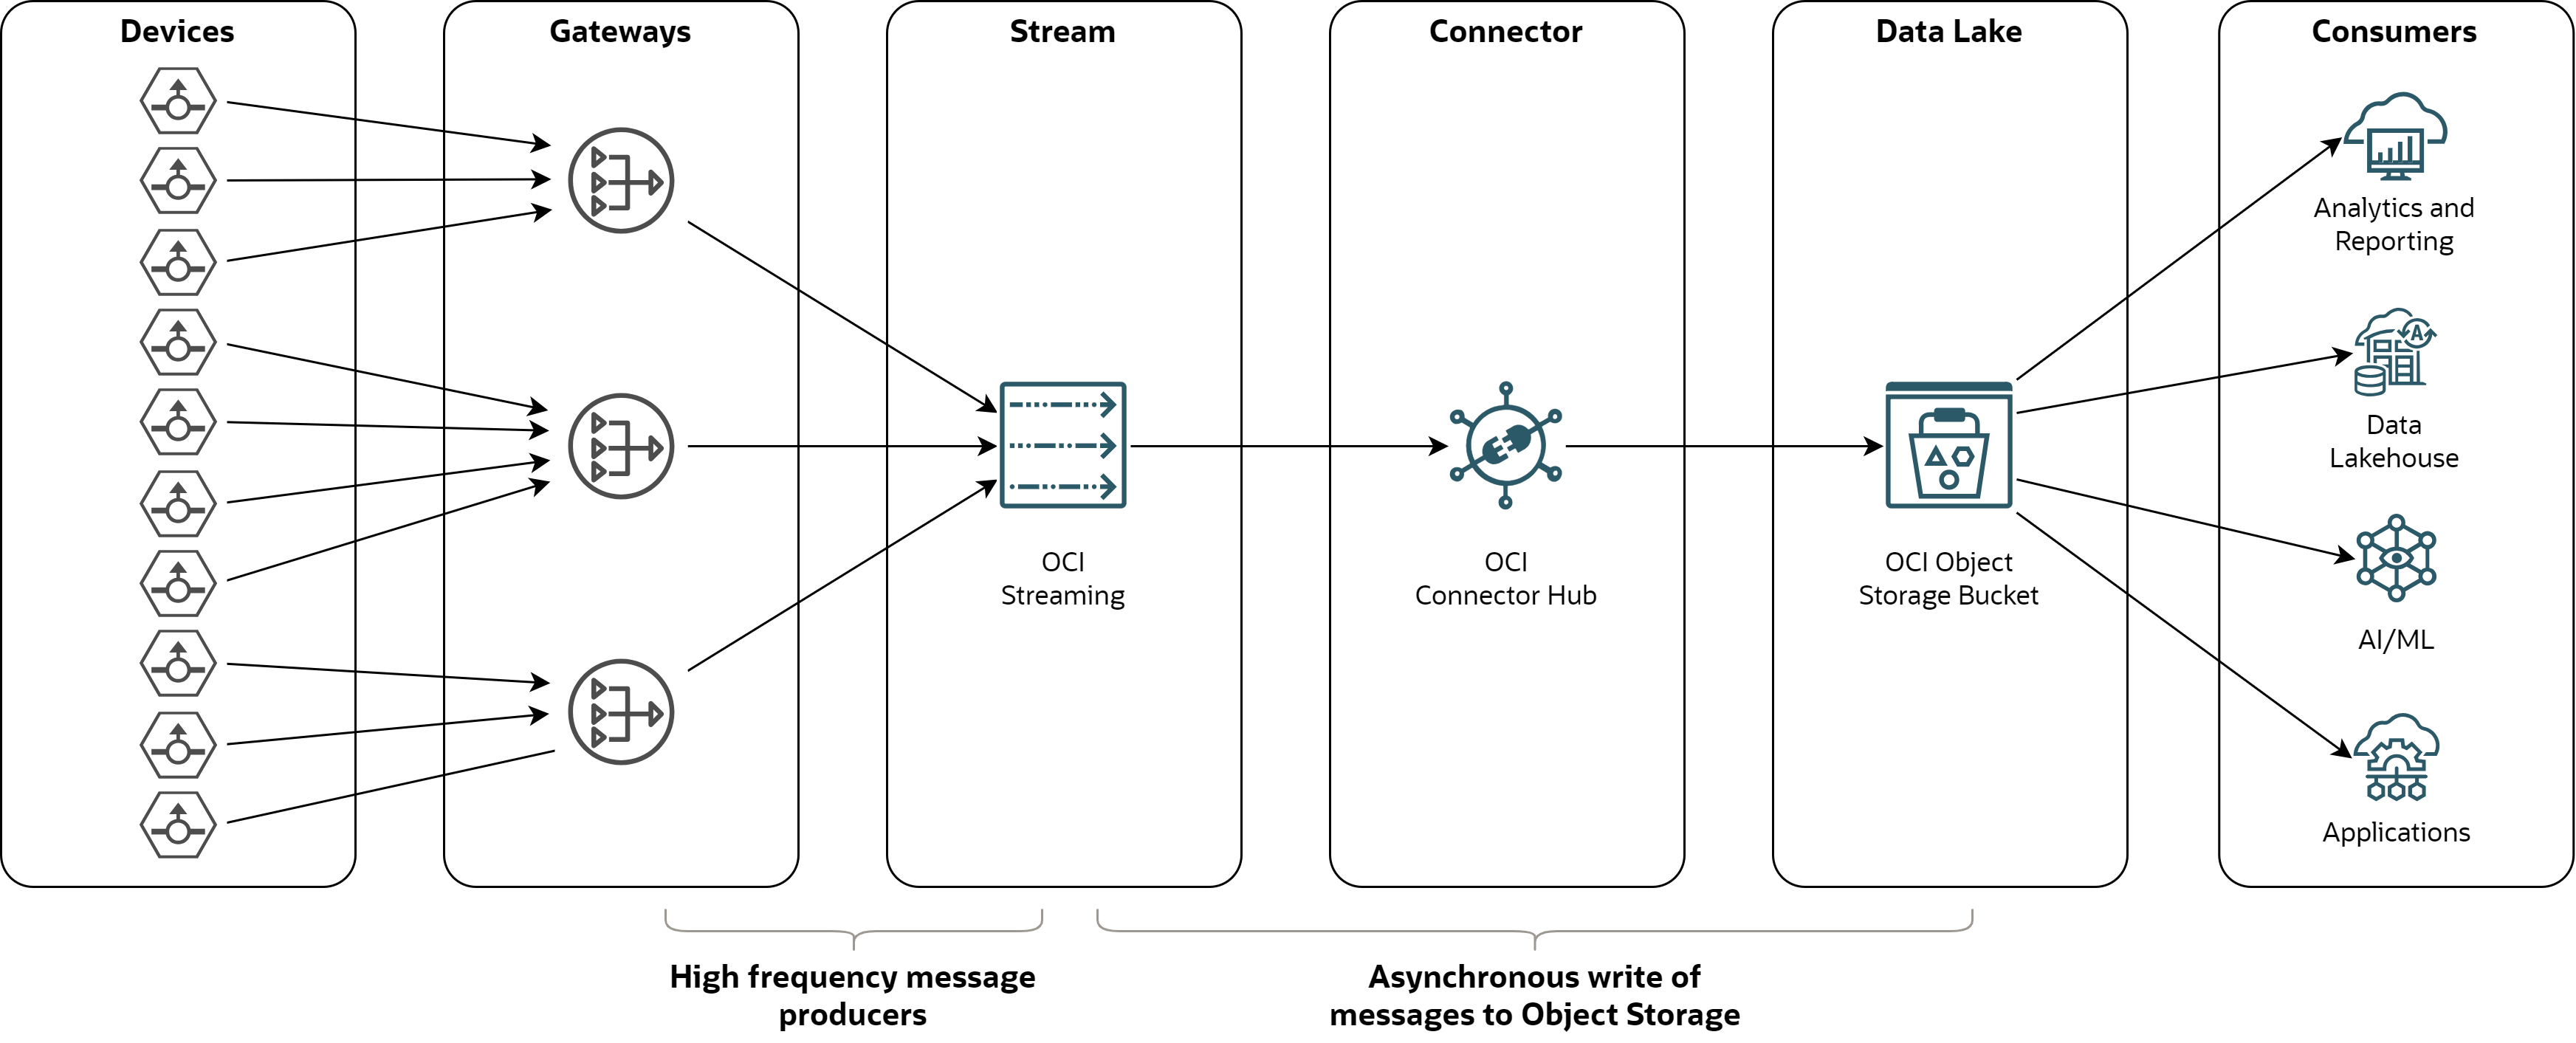 Devices
Gateways
Stream
Connector
Data Lake
Consumers
Analytics and
Reporting
A
Data
Lakehouse
OCI
Streaming
OCI
Connector Hub
OCI Object
Storage Bucket
AI/ML
Applications
High frequency message
producers
Asynchronous write of
messages to Object Storage